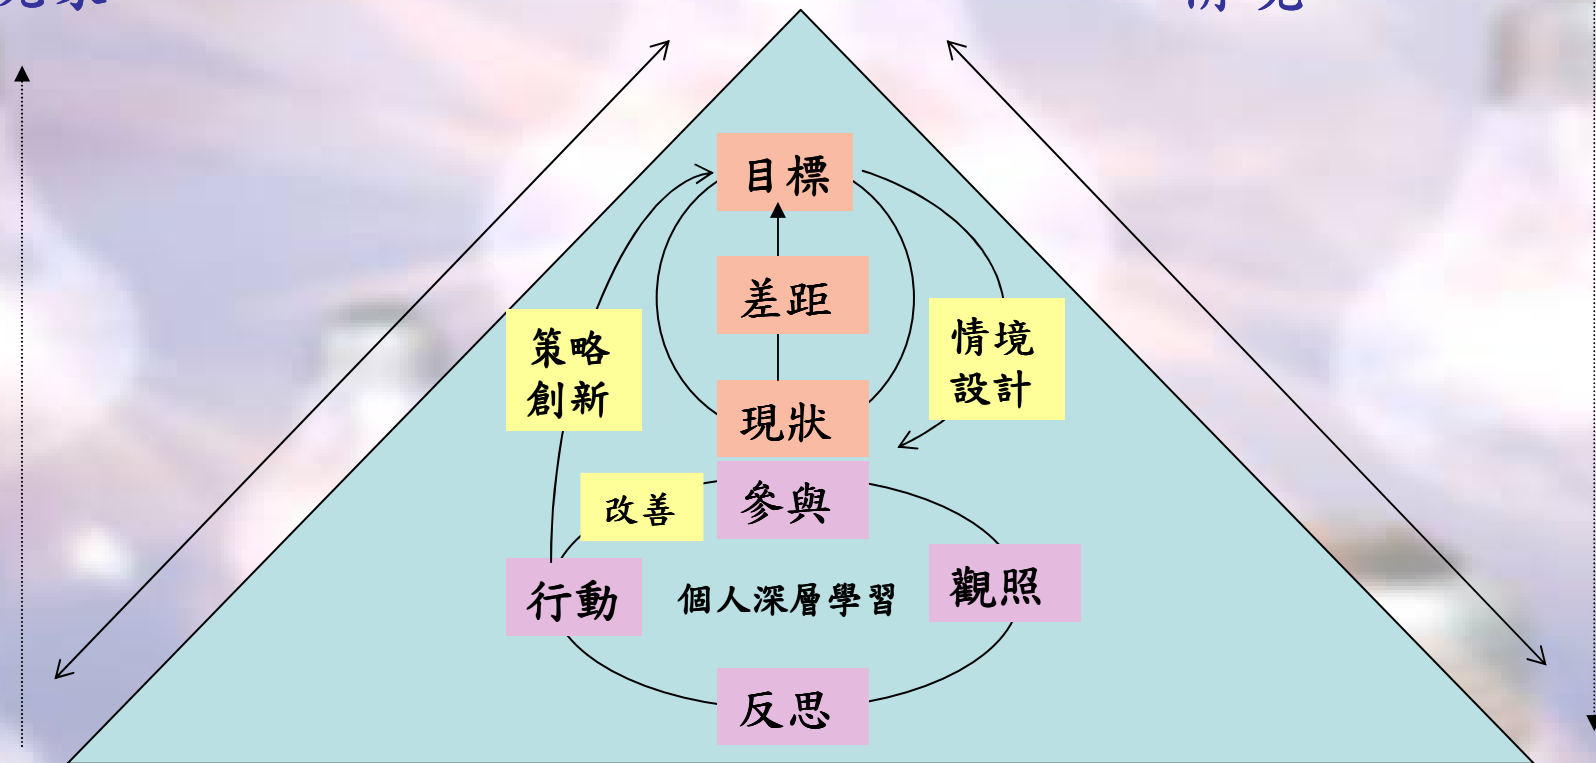 目標
差距
情境
設計
策略
創新
現狀
改善
參與
行動
個人深層學習
觀照
反思